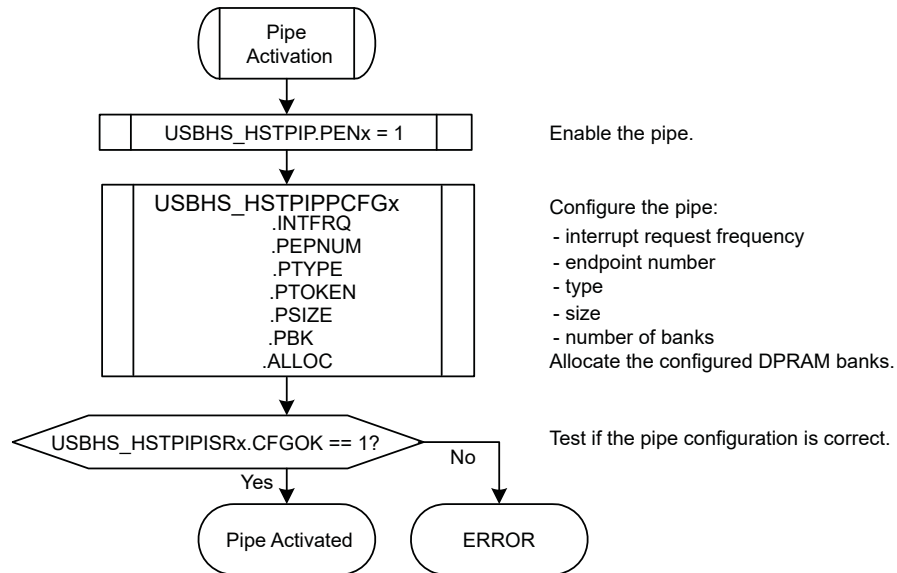 Pipe
Activation
USBHS_HSTPIP.PENx = 1
Enable the pipe.
USBHS_HSTPIPPCFGx
.INTFRQ
.PEPNUM
.PTYPE
.PTOKEN
.PSIZE
.PBK
.ALLOC
Configure the pipe:
- interrupt request frequency
- endpoint number
- type
- size
- number of banks
Allocate the configured DPRAM banks.
USBHS_HSTPIPISRx.CFGOK == 1?
Test if the pipe configuration is correct.
No
Yes
Pipe Activated
ERROR